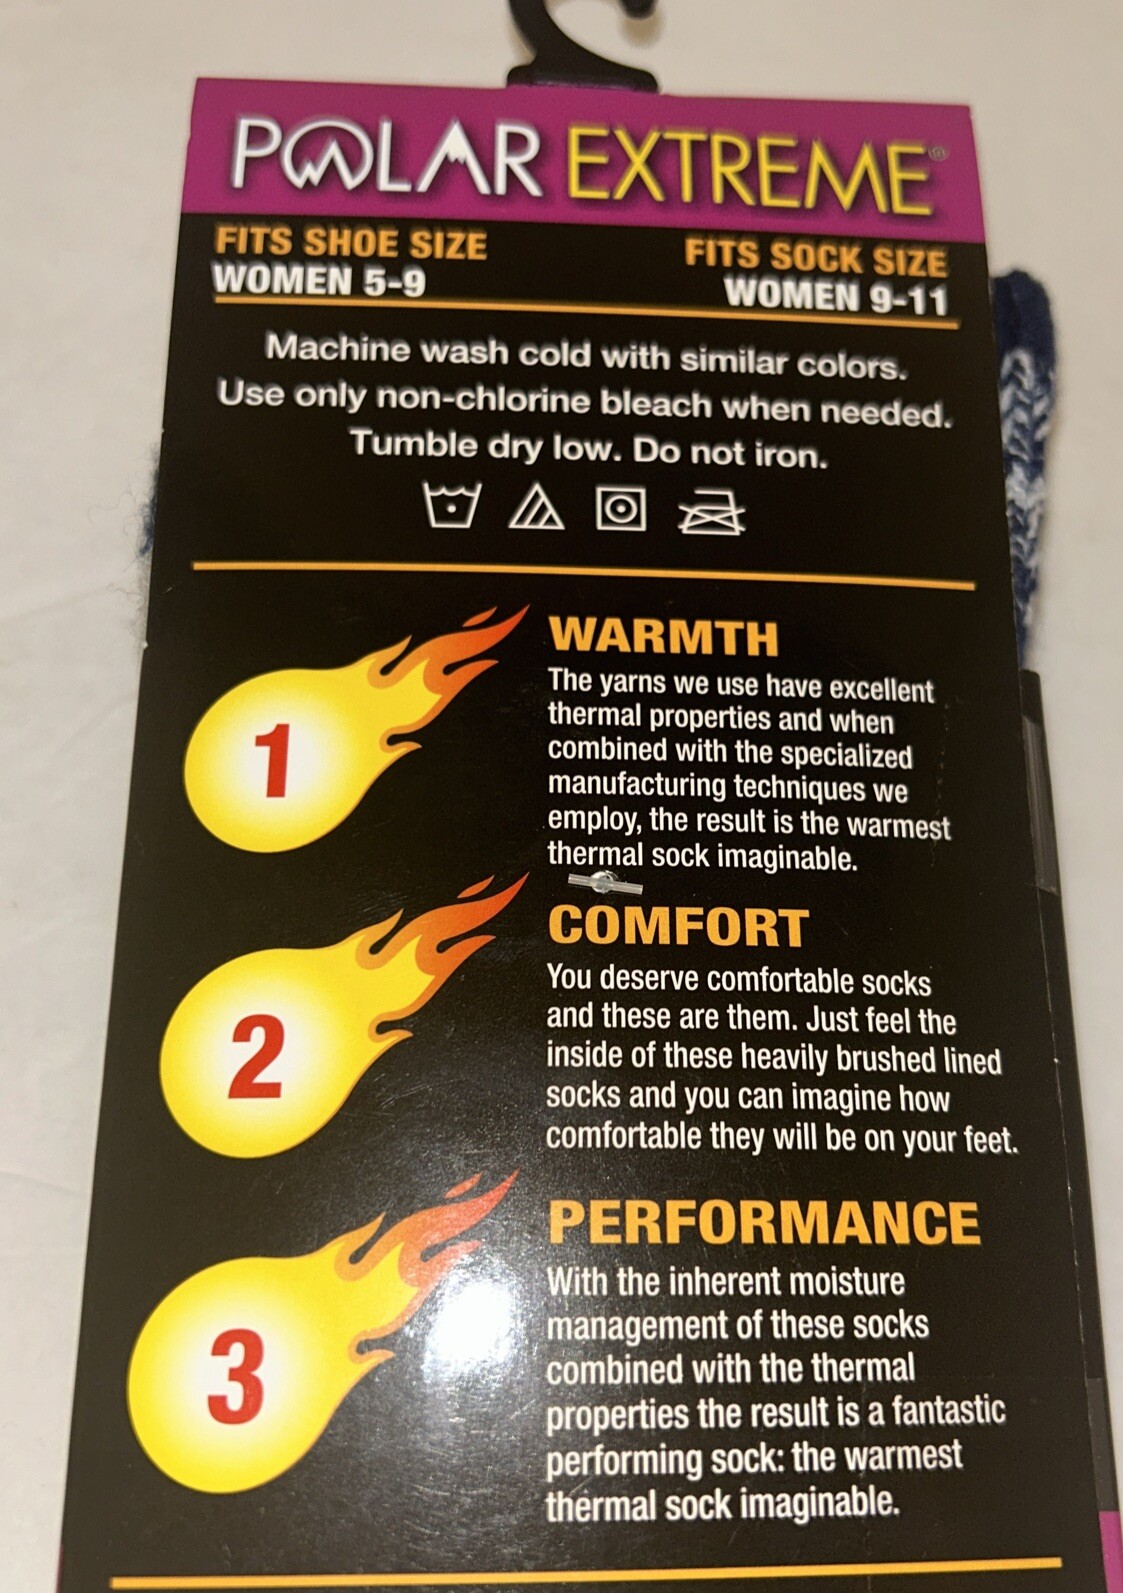 POLAR EXTREME®
FITS SHOE SIZE
WOMEN 5-9
FITS SOCK SIZE
WOMEN 9-11
Machine wash cold with similar colors.
Use only non-chlorine bleach when needed.
Tumble dry low. Do not iron.
1
WARMTH
The yarns we use have excellent
thermal properties and when
combined with the specialized
manufacturing techniques we
employ, the result is the warmest
thermal sock imaginable.
2
COMFORT
You deserve comfortable socks
and these are them. Just feel the
inside of these heavily brushed lined
socks and you can imagine how
comfortable they will be on your feet.
3
PERFORMANCE
With the inherent moisture
management of these socks
combined with the thermal
properties the result is a fantastic
performing sock: the warmest
thermal sock imaginable.